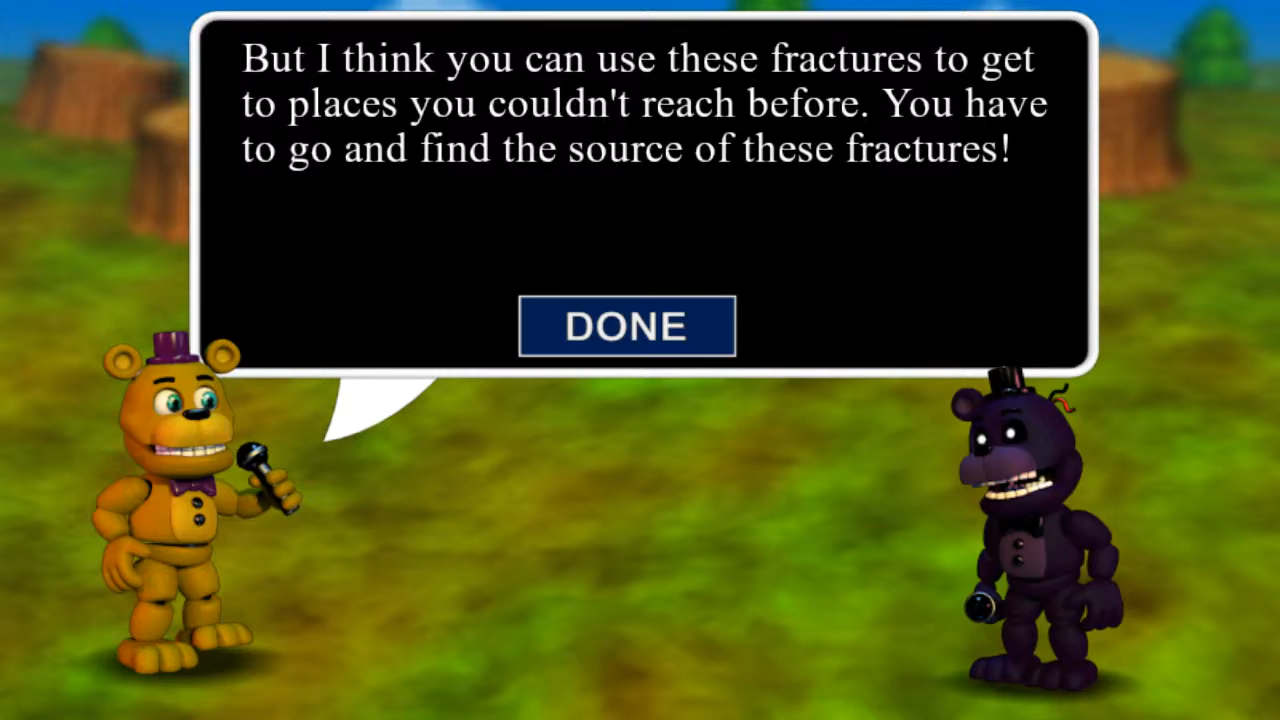 But I think you can use these fractures to get
to places you couldn't reach before. You have
to go and find the source of these fractures!
DONE